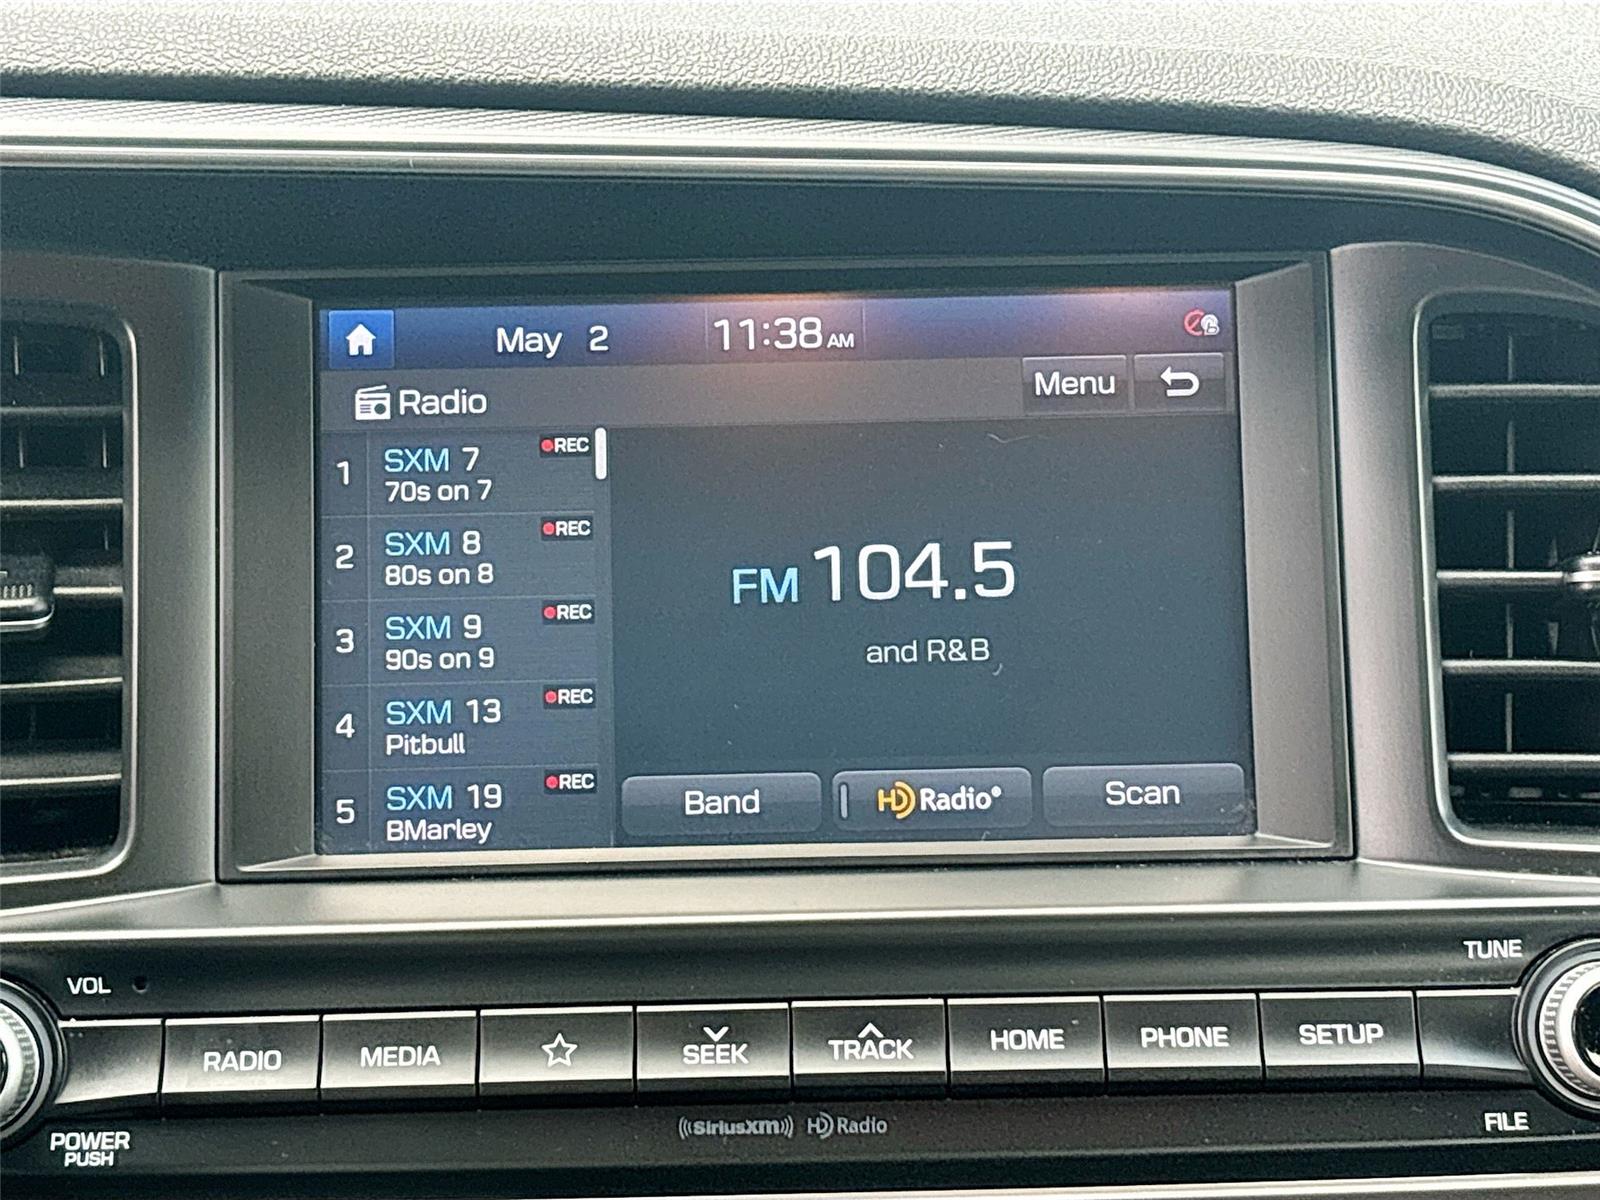 May 2
11:38 AM
Radio
Menu
1
SXM 7
REC
70s on 7
2
SXM 8
REC
80s on 8
3
SXM 9
REC
90s on 9
4
SXM 13
REC
Pitbull
5
SXM 19
REC
BMarley
FM 104.5
and R&B
Band
HD Radio®
Scan
VOL
TUNE
RADIO
MEDIA
SEEK
TRACK
HOME
PHONE
SETUP
POWER
PUSH
FILE
((SiriusXM)) HD Radio